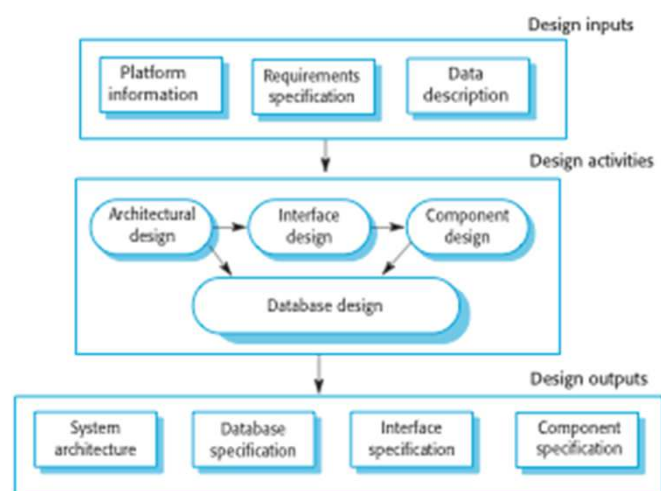 Design inputs
Platform
information
Requirements
specification
Data
description
Design activities
Architectural
design
Interface
design
Component
design
Database design
Design outputs
System
architecture
Database
specification
Interface
specification
Component
specification